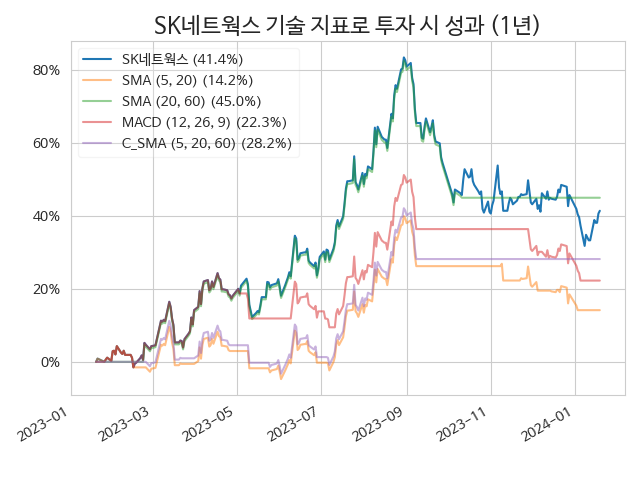 SK네트웍스 기술 지표로 투자 시 성과 (1년)
SK네트웍스 (41.4%)
SMA (5, 20) (14.2%)
SMA (20, 60) (45.0%)
MACD (12, 26, 9) (22.3%)
C_SMA (5, 20, 60) (28.2%)
80%
60%
40%
20%
0%
2023-01
2023-03
2023-05
2023-07
2023-09
2023-11
2024-01